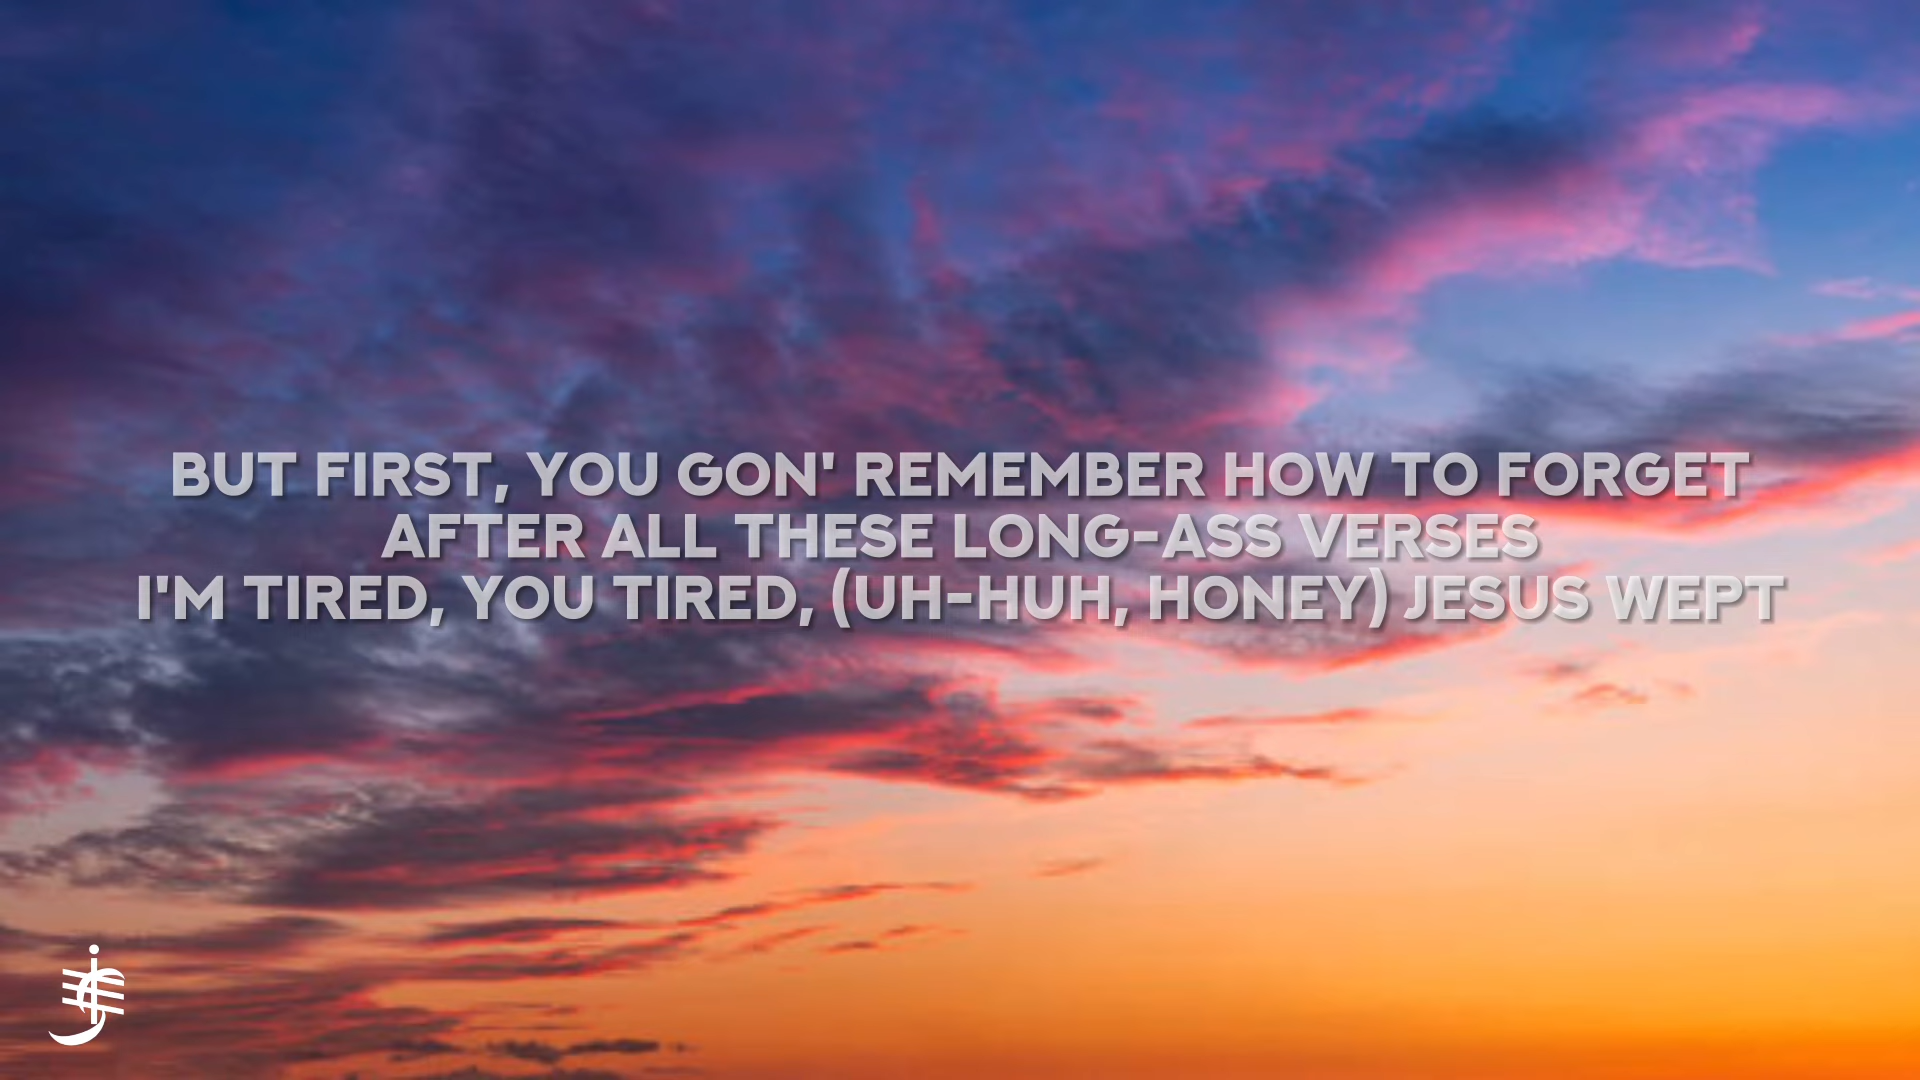 BUT FIRST, YOU GON' REMEMBER HOW TO FORGET
AFTER ALL THESE LONG-ASS VERSES
I'M TIRED, YOU TIRED, (UH-HUH, HONEY) JESUS WEPT